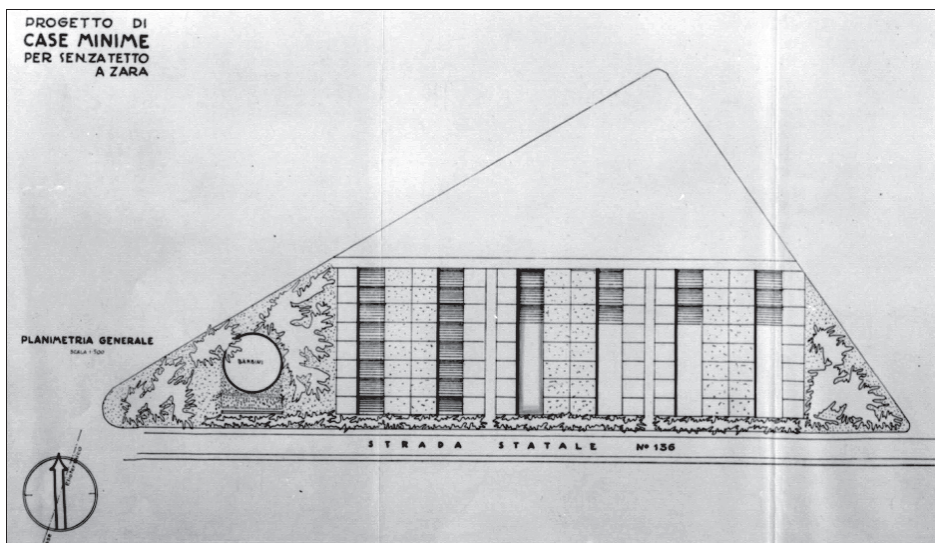 PROGETTO DI
CASE MINIME
PER SENZATETTO
A ZARA
PLANIMETRIA GENERALE
SCALA 1:500
BAMBINI
STRADA STATALE No 136